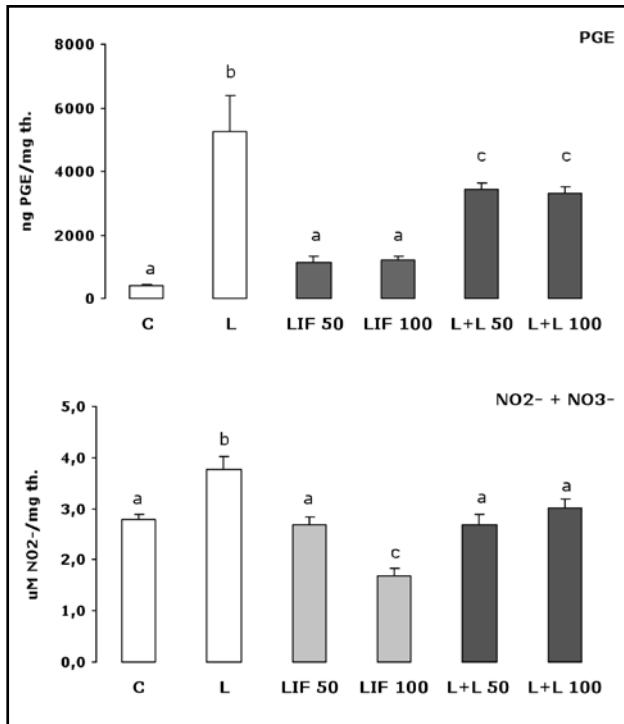 PGE
8000
6000
4000
2000
0
ng PGE/mg th.
a
b
a
a
c
c
C L LIF 50 LIF 100 L+L 50 L+L 100
NO2- + NO3-
5,0
4,0
3,0
2,0
1,0
0,0
uM N02-/mg th.
a
b
a
c
a
a
C L LIF 50 LIF 100 L+L 50 L+L 100